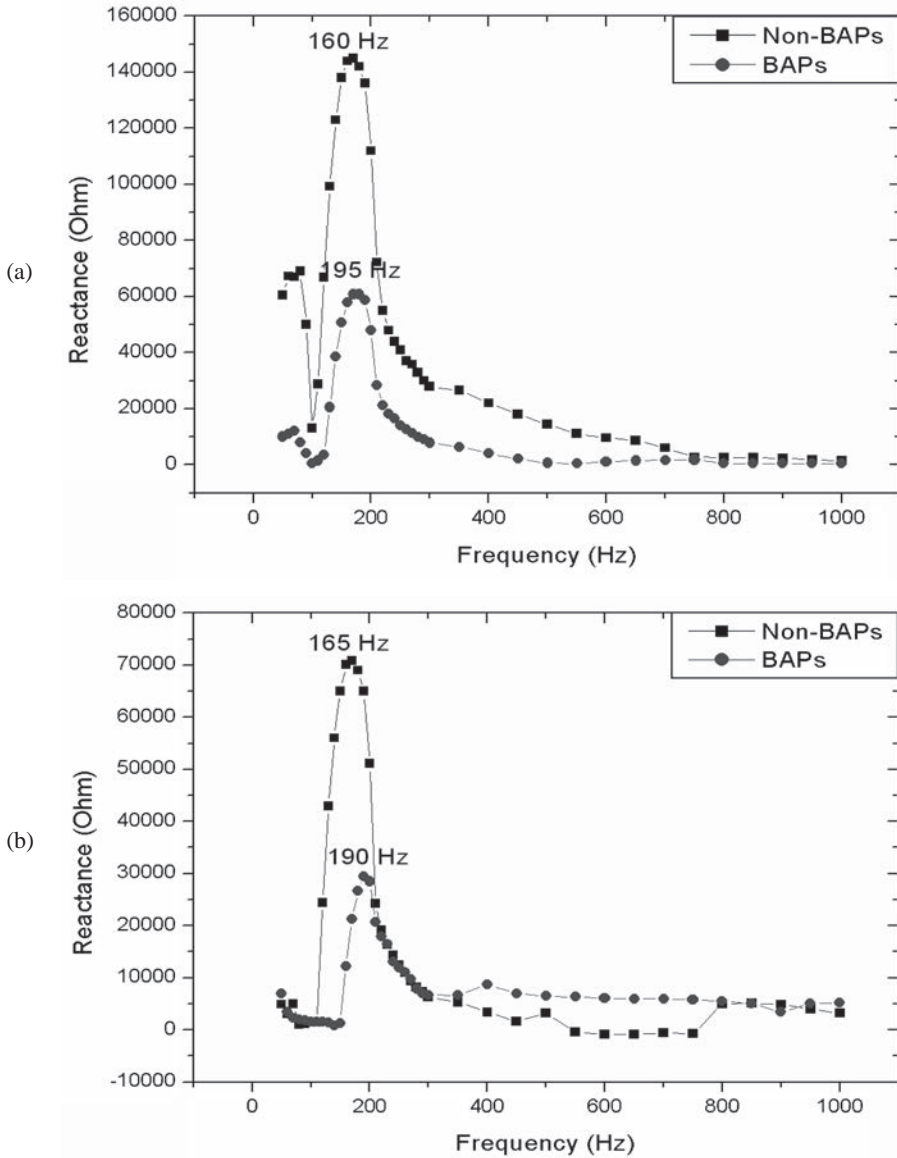 (a)
Reactance (Ohm)
160000
140000
120000
100000
80000
60000
40000
20000
0
160 Hz
195 Hz
Non-BAPs
BAPs
0 200 400 600 800 1000
Frequency (Hz)
(b)
Reactance (Ohm)
80000
70000
60000
50000
40000
30000
20000
10000
0
-10000
165 Hz
190 Hz
Non-BAPs
BAPs
0 200 400 600 800 1000
Frequency (Hz)